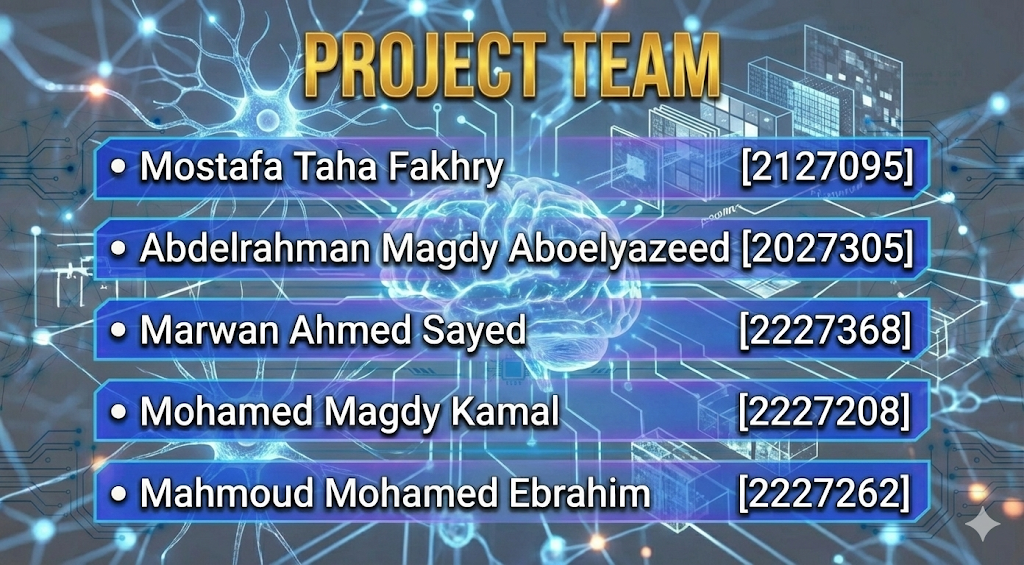 PROJECT TEAM
• Mostafa Taha Fakhry [2127095]
• Abdelrahman Magdy Aboelyazeed [2027305]
• Marwan Ahmed Sayed [2227368]
• Mohamed Magdy Kamal [2227208]
• Mahmoud Mohamed Ebrahim [2227262]